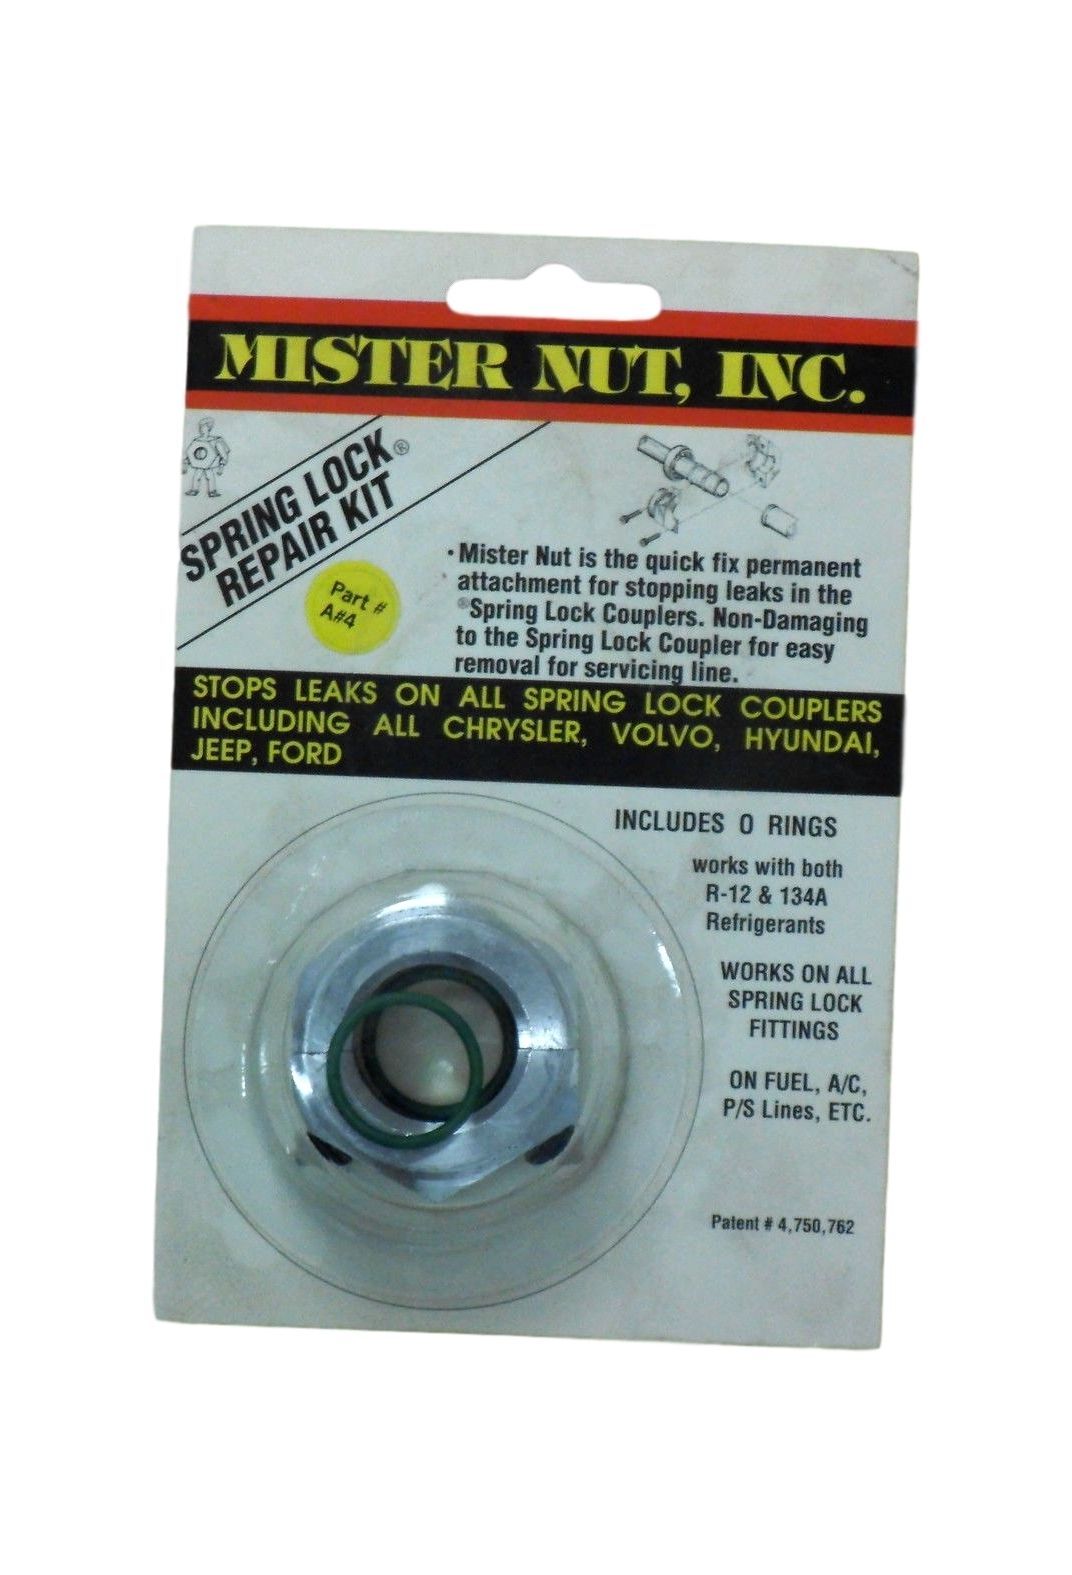 MISTER NUT, INC.
SPRING LOCK®
REPAIR KIT
Part #
A#4
• Mister Nut is the quick fix permanent
attachment for stopping leaks in the
®Spring Lock Couplers. Non-Damaging
to the Spring Lock Coupler for easy
removal for servicing line.
STOPS LEAKS ON ALL SPRING LOCK COUPLERS
INCLUDING ALL CHRYSLER, VOLVO, HYUNDAI,
JEEP, FORD
INCLUDES O RINGS
works with both
R-12 & 134A
Refrigerants
WORKS ON ALL
SPRING LOCK
FITTINGS
ON FUEL, A/C,
P/S Lines, ETC.
Patent # 4,750,762